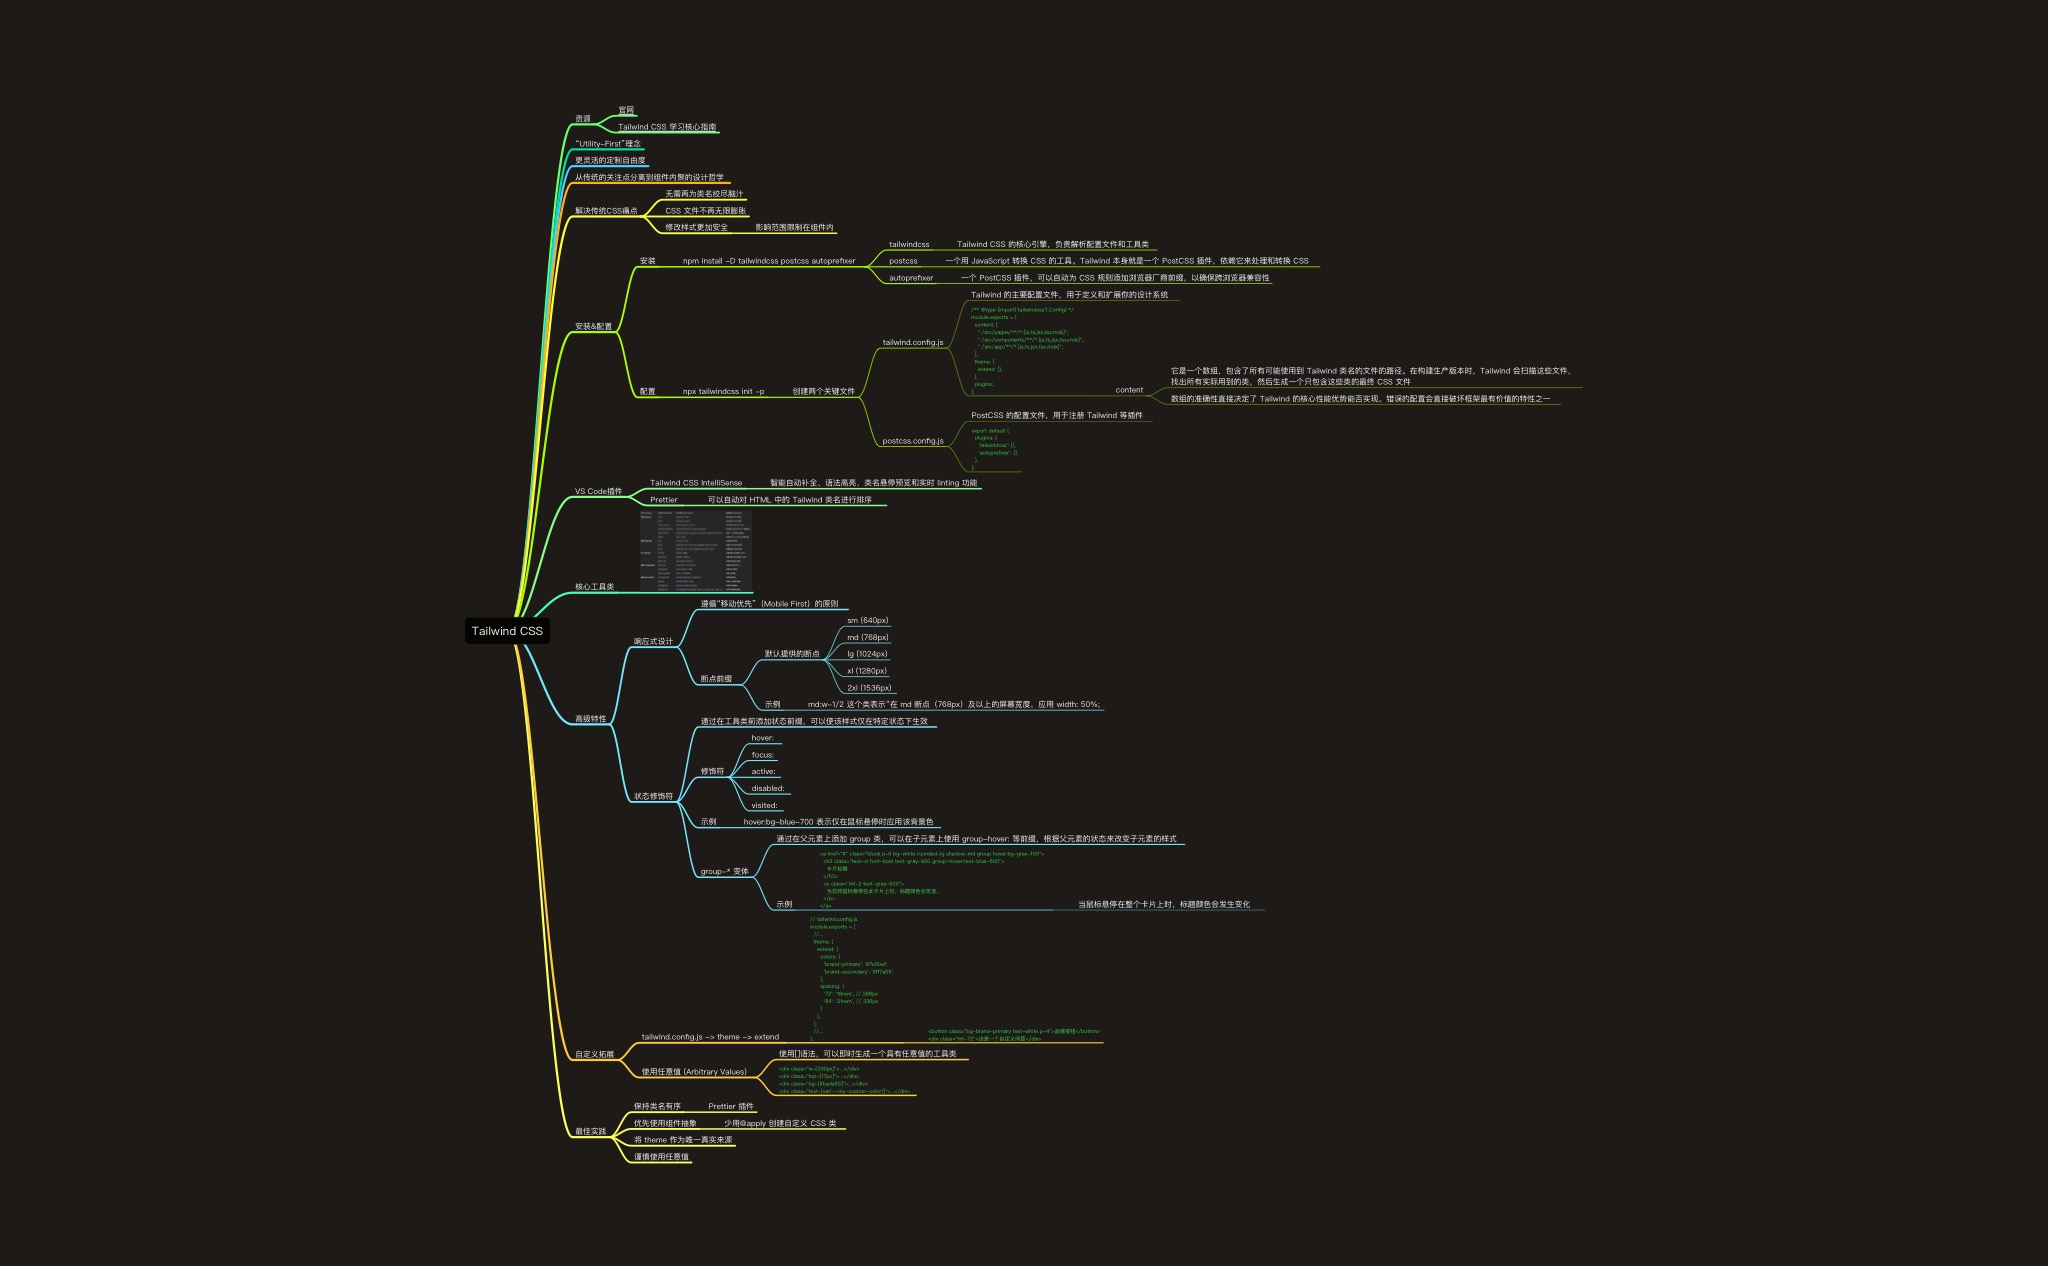 Tailwind CSS
资源
官网
Tailwind CSS 学习核心指南
“Utility-First”理念
更灵活的定制自由度
从传统的关注点分离到组件内聚的设计哲学
解决传统CSS痛点
无需再为类名绞尽脑汁
CSS 文件不再无限膨胀
修改样式更加安全
影响范围限制在组件内
安装&配置
安装
npm install -D tailwindcss postcss autoprefixer
tailwindcss
Tailwind CSS 的核心引擎，负责解析配置文件和工具类
postcss
一个用 JavaScript 转换 CSS 的工具。Tailwind 本身就是一个 PostCSS 插件，依赖它来处理和转换 CSS
autoprefixer
一个 PostCSS 插件，可以自动为 CSS 规则添加浏览器厂商前缀，以确保跨浏览器兼容性
配置
npx tailwindcss init -p
创建两个关键文件
tailwind.config.js
Tailwind 的主要配置文件，用于定义和扩展你的设计系统
/** @type {import('tailwindcss').Config} */
module.exports = {
content: [
"./src/pages/**/*.{js,ts,jsx,tsx,mdx}",
"./src/components/**/*.{js,ts,jsx,tsx,mdx}",
"./src/app/**/*.{js,ts,jsx,tsx,mdx}",
],
theme: {
extend: {},
},
plugins:,
};
content
它是一个数组，包含了所有可能使用到 Tailwind 类名的文件的路径。在构建生产版本时，Tailwind 会扫描这些文件，
找出所有实际用到的类，然后生成一个只包含这些类的最终 CSS 文件
数组的准确性直接决定了 Tailwind 的核心性能优势能否实现。错误的配置会直接破坏框架最有价值的特性之一
postcss.config.js
PostCSS 的配置文件，用于注册 Tailwind 等插件
export default {
plugins: {
'tailwindcss': {},
'autoprefixer': {},
},
};
VS Code插件
Tailwind CSS IntelliSense
智能自动补全、语法高亮、类名悬停预览和实时 linting 功能
Prettier
可以自动对 HTML 中的 Tailwind 类名进行排序
核心工具类
高级特性
响应式设计
遵循“移动优先”（Mobile First）的原则
断点前缀
默认提供的断点
sm (640px)
md (768px)
lg (1024px)
xl (1280px)
2xl (1536px)
示例
md:w-1/2 这个类表示“在 md 断点（768px）及以上的屏幕宽度，应用 width: 50%;
状态修饰符
通过在工具类前添加状态前缀，可以使该样式仅在特定状态下生效
修饰符
hover:
focus:
active:
disabled:
visited:
示例
hover:bg-blue-700 表示仅在鼠标悬停时应用该背景色
group-* 变体
通过在父元素上添加 group 类，可以在子元素上使用 group-hover: 等前缀，根据父元素的状态来改变子元素的样式
示例
<a href="#" class="block p-6 bg-white rounded-lg shadow-md group hover:bg-gray-100">
<h3 class="text-xl font-bold text-gray-900 group-hover:text-blue-600">
卡片标题
</h3>
<p class="mt-2 text-gray-600">
当您将鼠标悬停在此卡片上时，标题颜色会改变。
</p>
</a>
当鼠标悬停在整个卡片上时，标题颜色会发生变化
自定义拓展
tailwind.config.js -> theme -> extend
// tailwind.config.js
module.exports = {
//...
theme: {
extend: {
colors: {
'brand-primary':
'brand-secondary':
},
spacing: {
'72': '18rem', // 288px
'84': '21rem', // 336px
}
},
},
//...
};
<button class="bg-brand-primary text-white p-4">品牌按钮</button>
<div class="mt-72">这是一个自定义间距</div>
使用任意值 (Arbitrary Values)
使用[]语法，可以即时生成一个具有任意值的工具类
<div class="w-[330px]">...</div>
<div class="top-[13px]">...</div>
<div class=
<div class="text-[var(--my-custom-color)]">...</div>
最佳实践
保持类名有序
Prettier 插件
优先使用组件抽象
少用@apply 创建自定义 CSS 类
将 theme 作为唯一真实来源
谨慎使用任意值